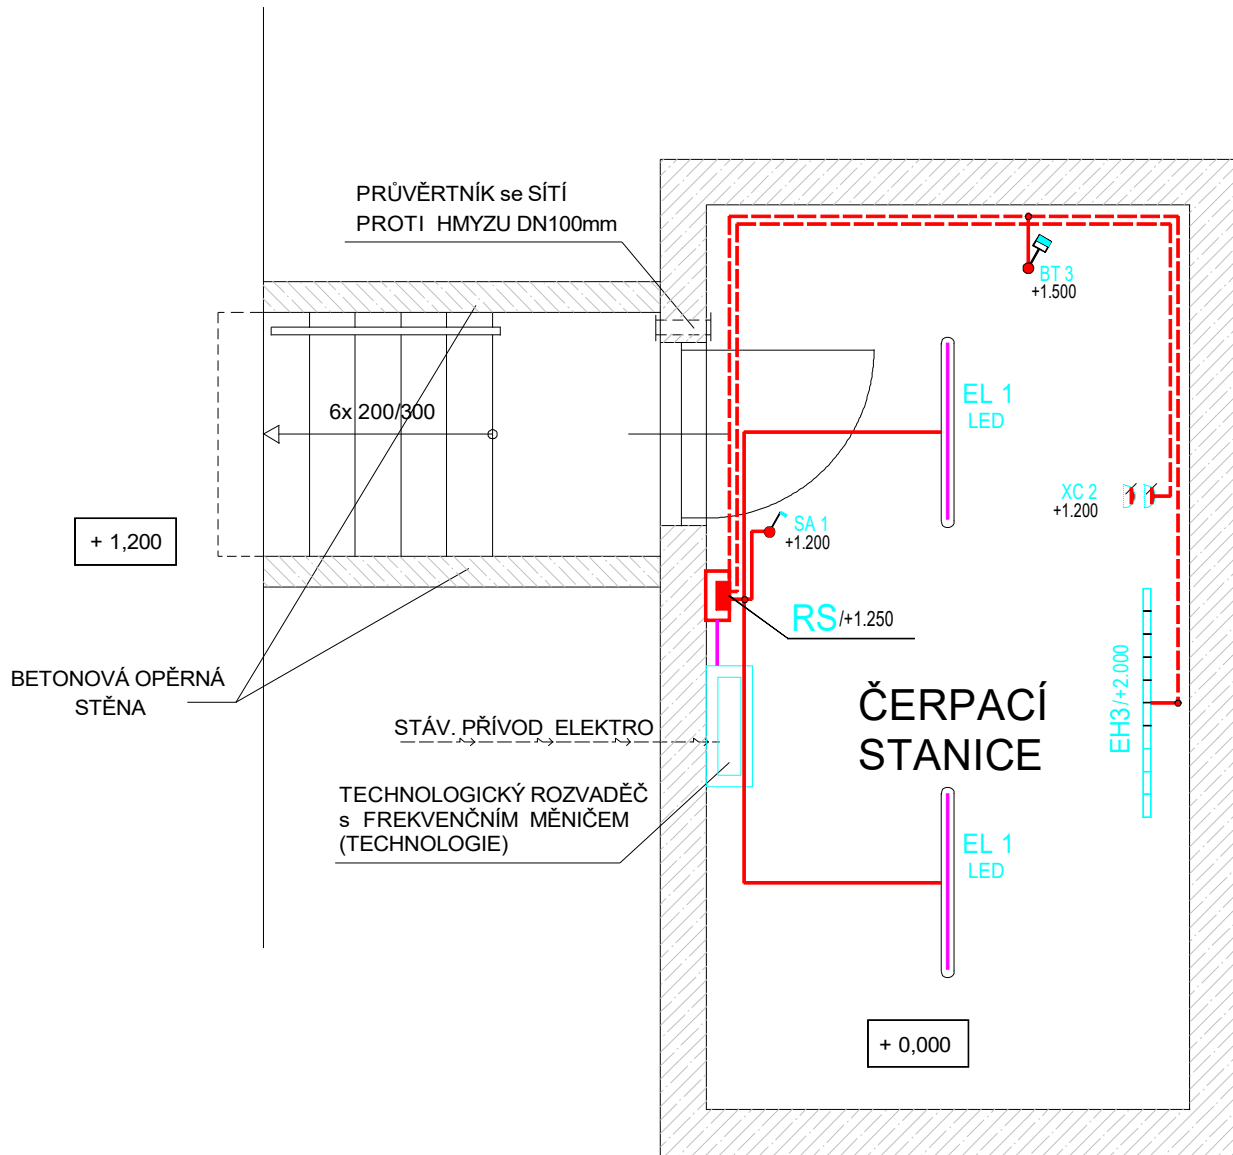 PRŮVĚRTNÍK se SÍTÍ
PROTI HMYZU DN100mm
BT 3
+1.500
6x 200/300
EL 1
LED
XC 2
+1.200
SA 1
+1.200
+ 1,200
RS/+1.250
BETONOVÁ OPĚRNÁ
STĚNA
EH3/+2.000
ČERPACÍ
STANICE
STÁV. PŘÍVOD ELEKTRO
TECHNOLOGICKÝ ROZVADĚČ
s FREKVENČNÍM MĚNIČEM
(TECHNOLOGIE)
EL 1
LED
+ 0,000